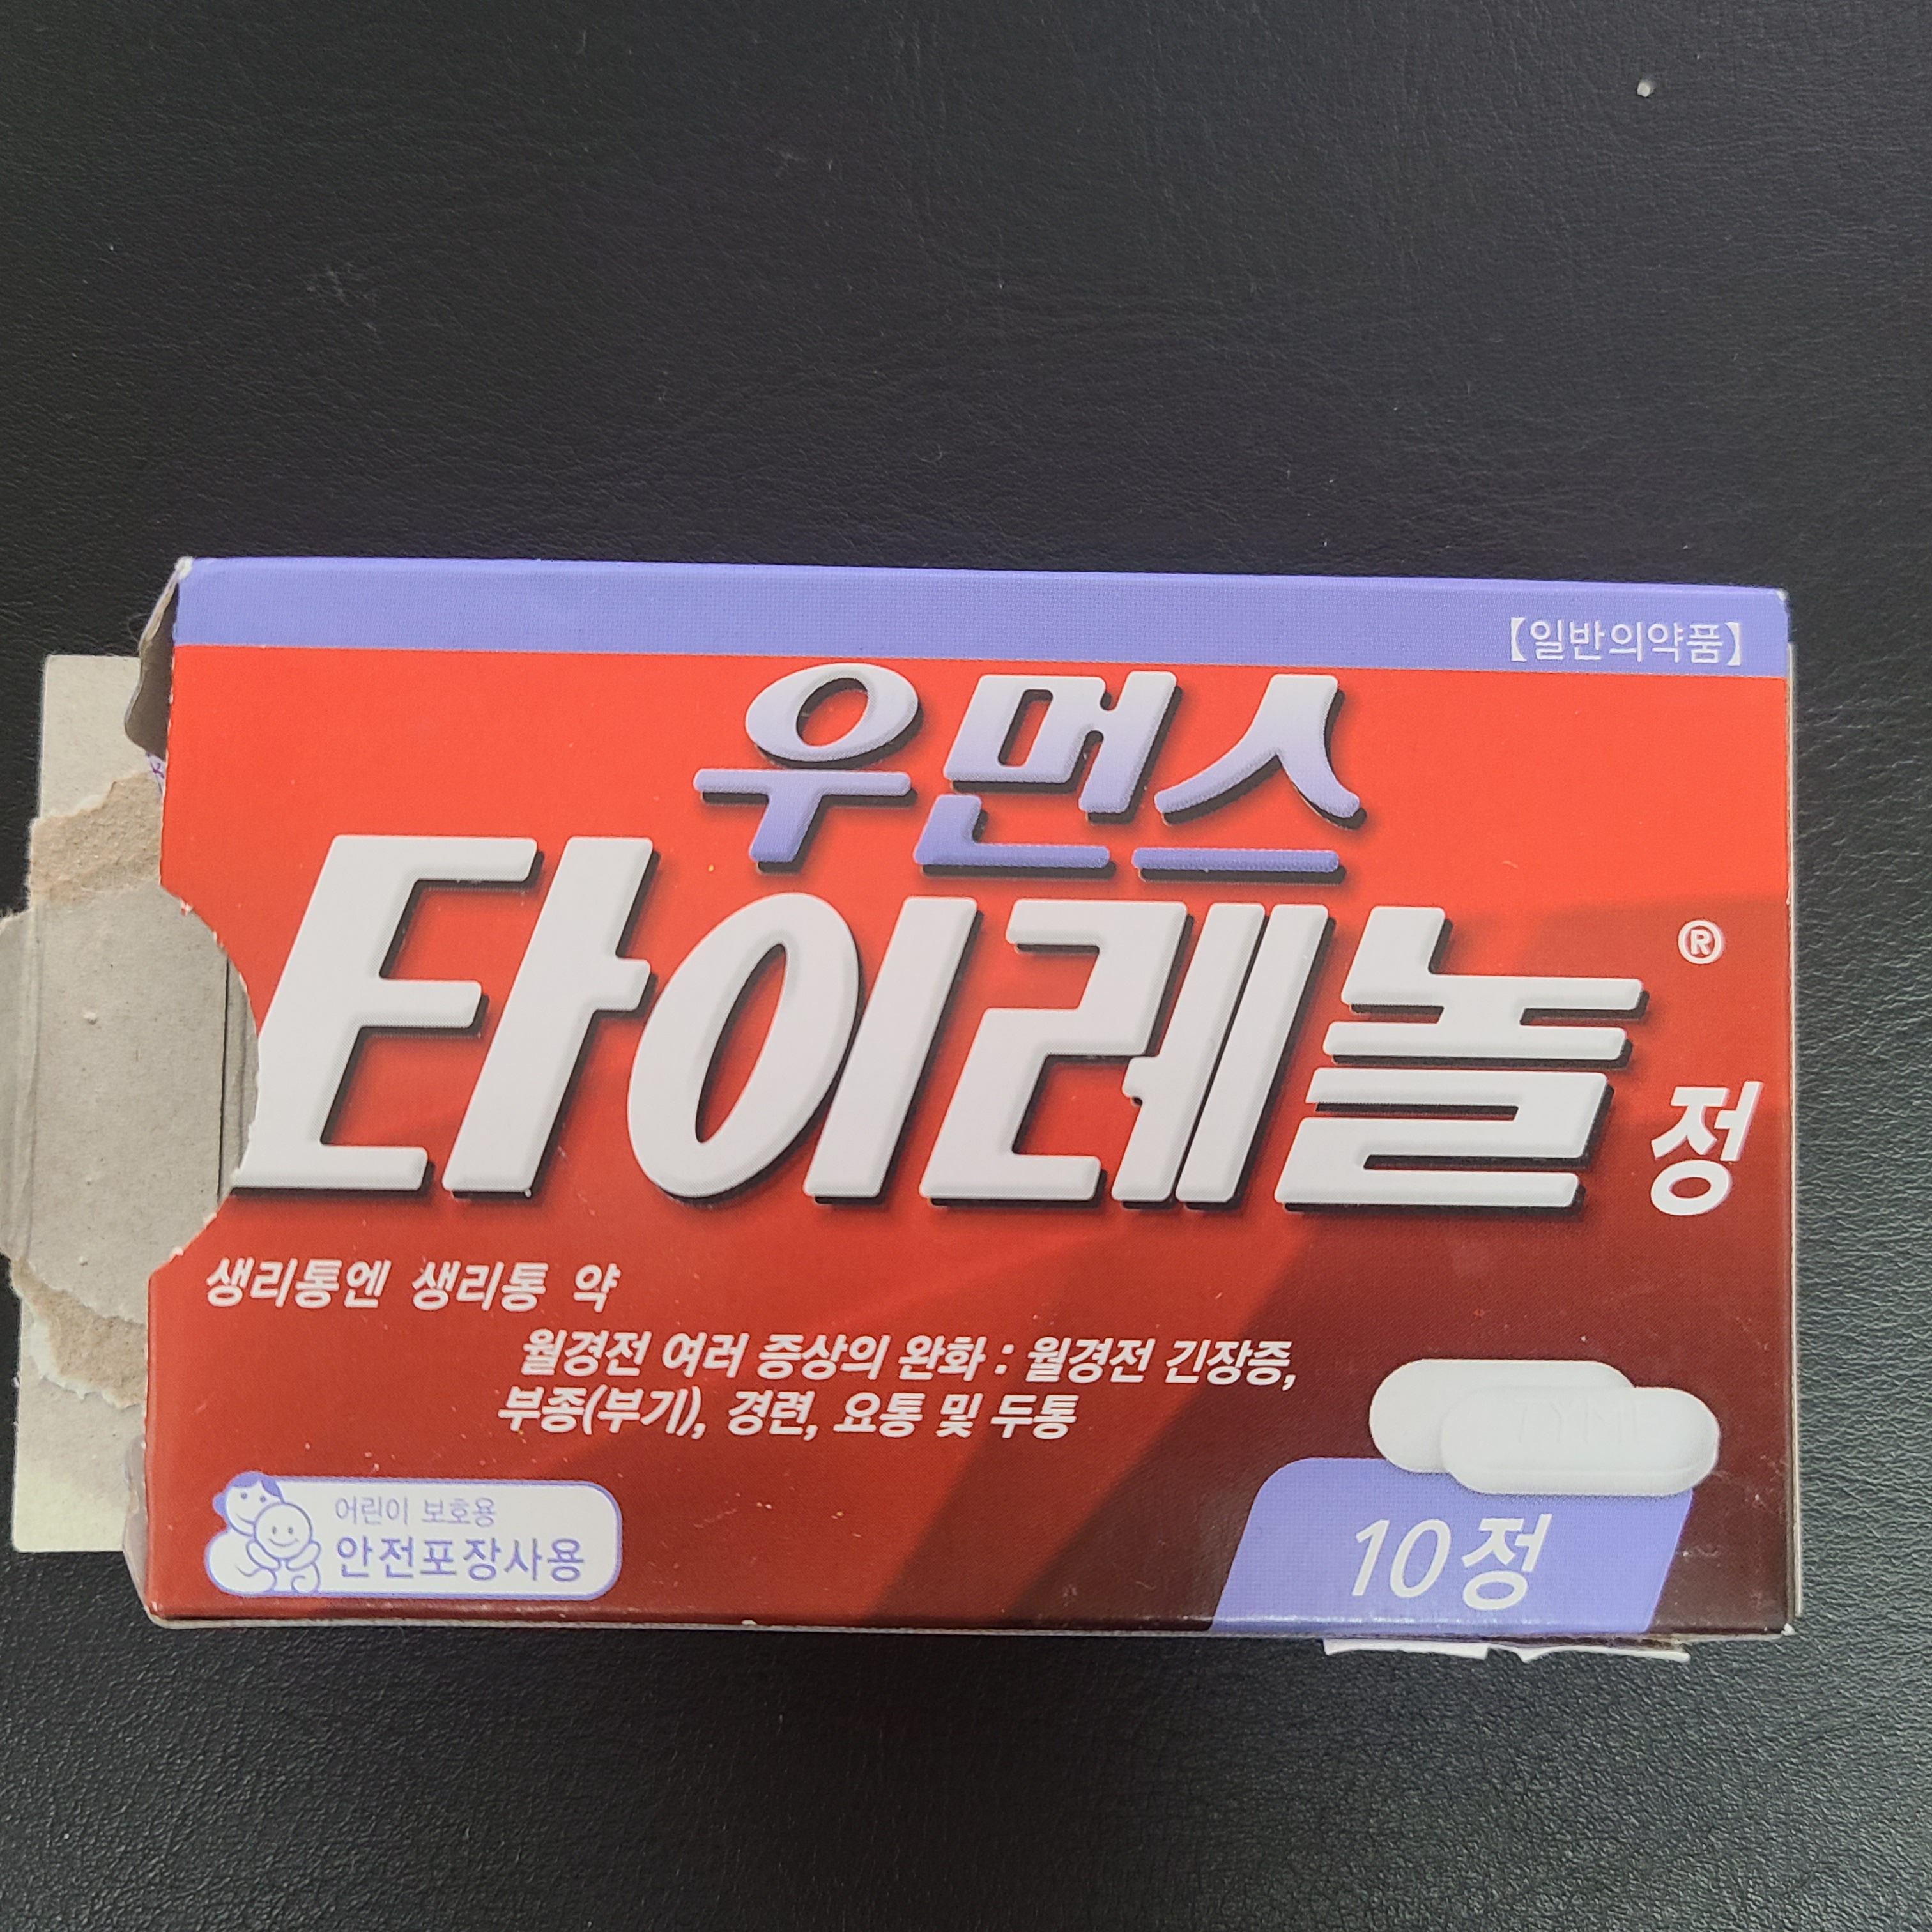 【일반의약품】
우먼스
타이레놀® 정
생리통엔 생리통 약
월경전 여러 증상의 완화 : 월경전 긴장증,
부종(부기), 경련, 요통 및 두통
어린이 보호용
안전포장사용
TYW
10정